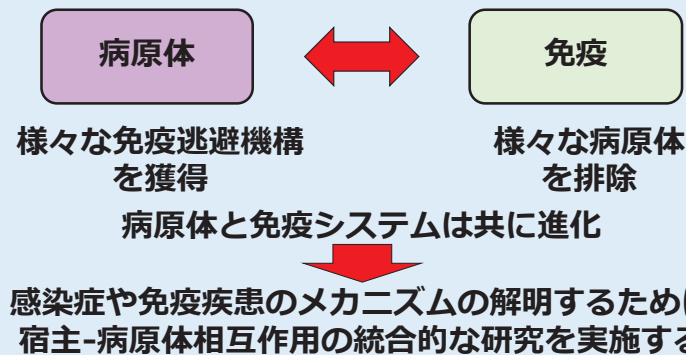 病原体
免疫
様々な免疫逃避機構
を獲得
様々な病原体
を排除
病原体と免疫システムは共に進化
感染症や免疫疾患のメカニズムの解明するため
宿主-病原体相互作用の統合的な研究を実施する